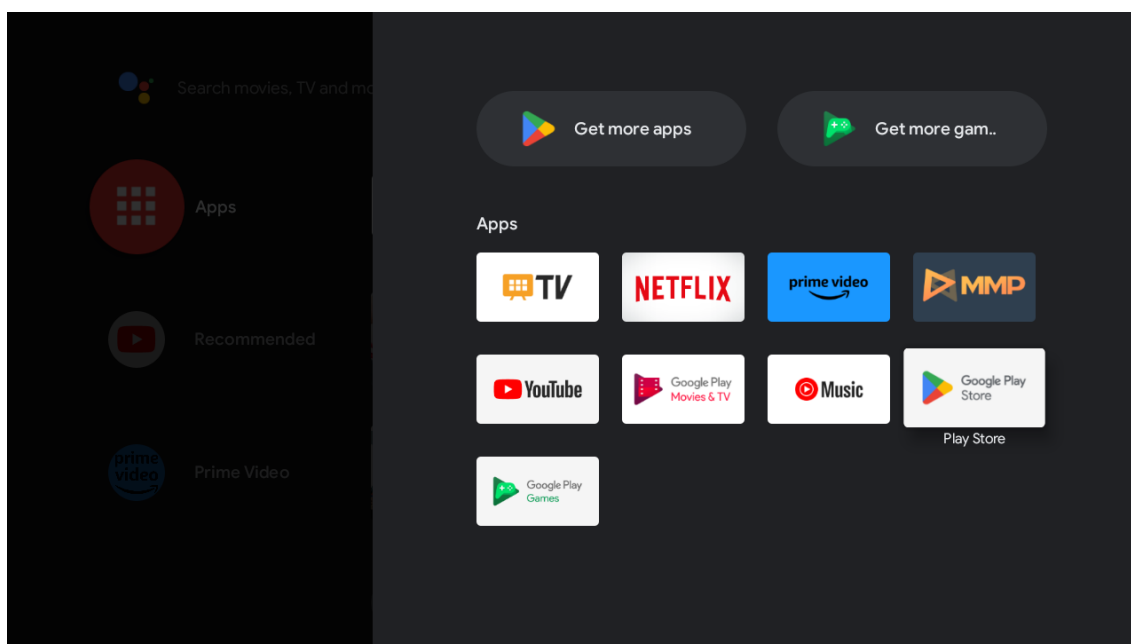 Search movies, TV and mo
Apps
Recommended
prime
video
Prime Video
Get more apps
Get more gam..
Apps
TV
NETFLIX
prime video
MMP
YouTube
Google Play
Movies & TV
Music
Google Play
Store
Play Store
Google Play
Games